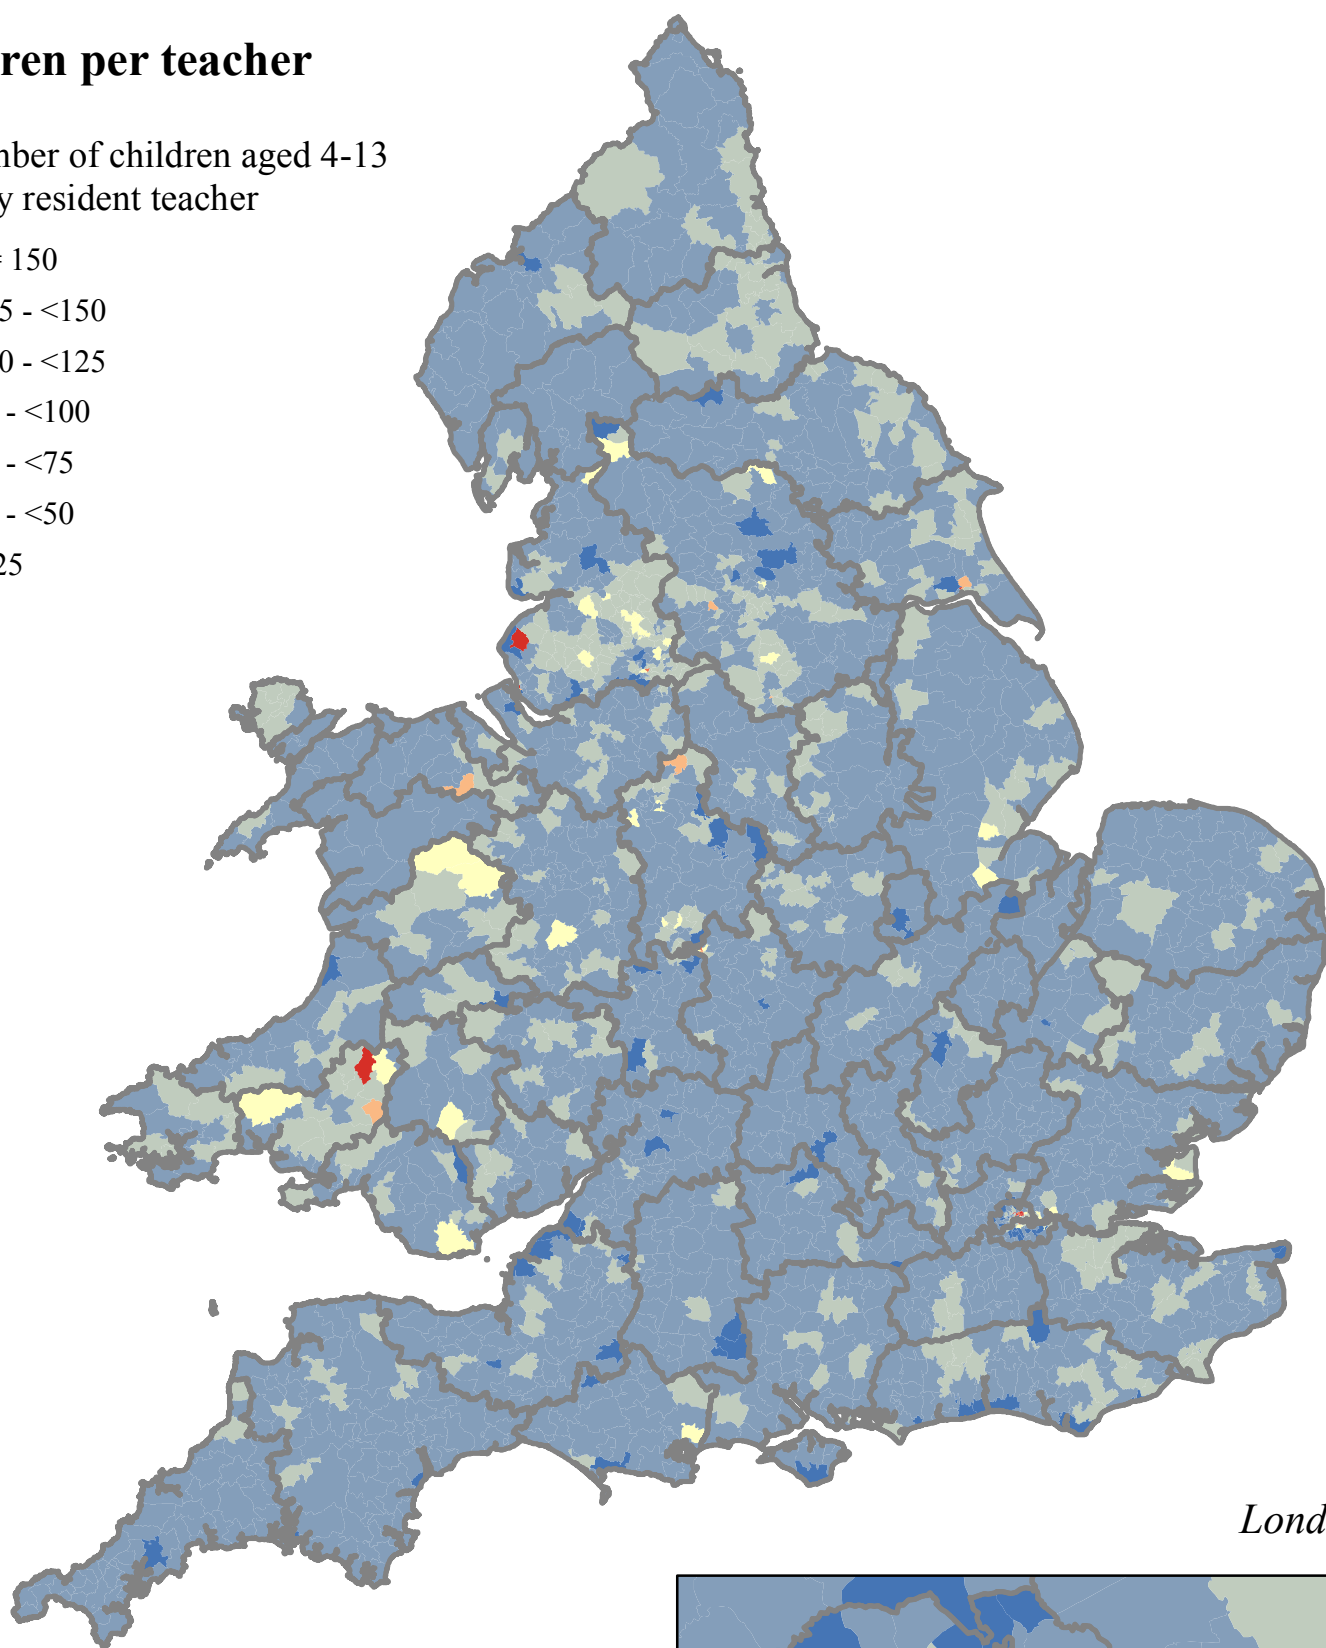 ren per teacher
nber of children aged 4-13
y resident teacher
150
5 - <150
0 - <125
- <100
- <75
- <50
25
Lond